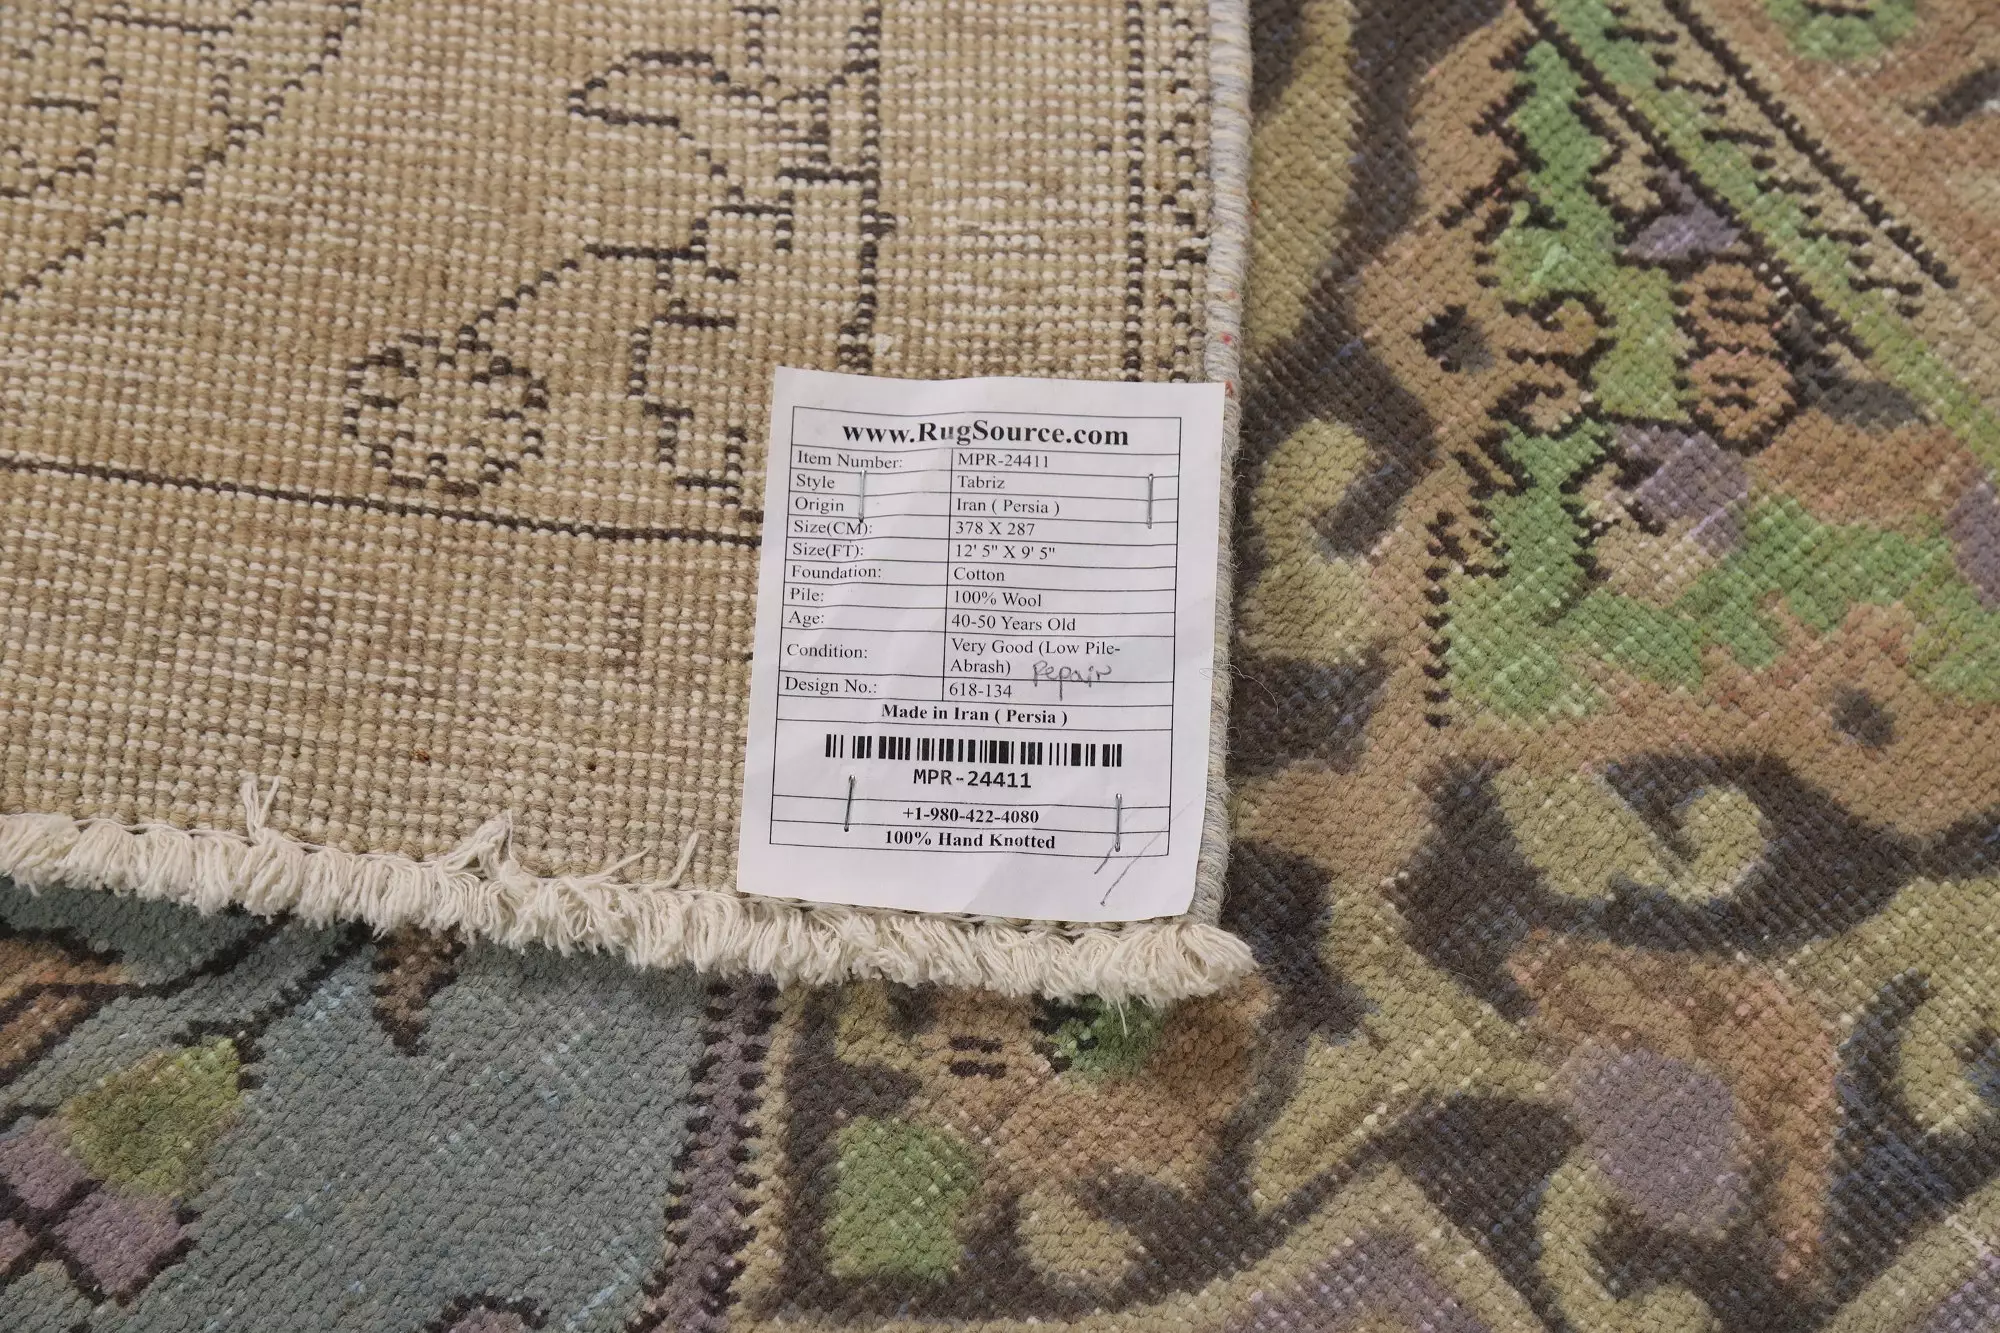 www.RugSource.com
Item Number: MPR-24411
Style Tabriz
Origin Iran ( Persia )
Size(CM): 378 X 287
Size(FT): 12' 5" X 9' 5"
Foundation: Cotton
Pile: 100% Wool
Age: 40-50 Years Old
Condition: Very Good (Low Pile-
Abrash) Repair
Design No.: 618-134
Made in Iran ( Persia )
MPR-24411
+1-980-422-4080
100% Hand Knotted